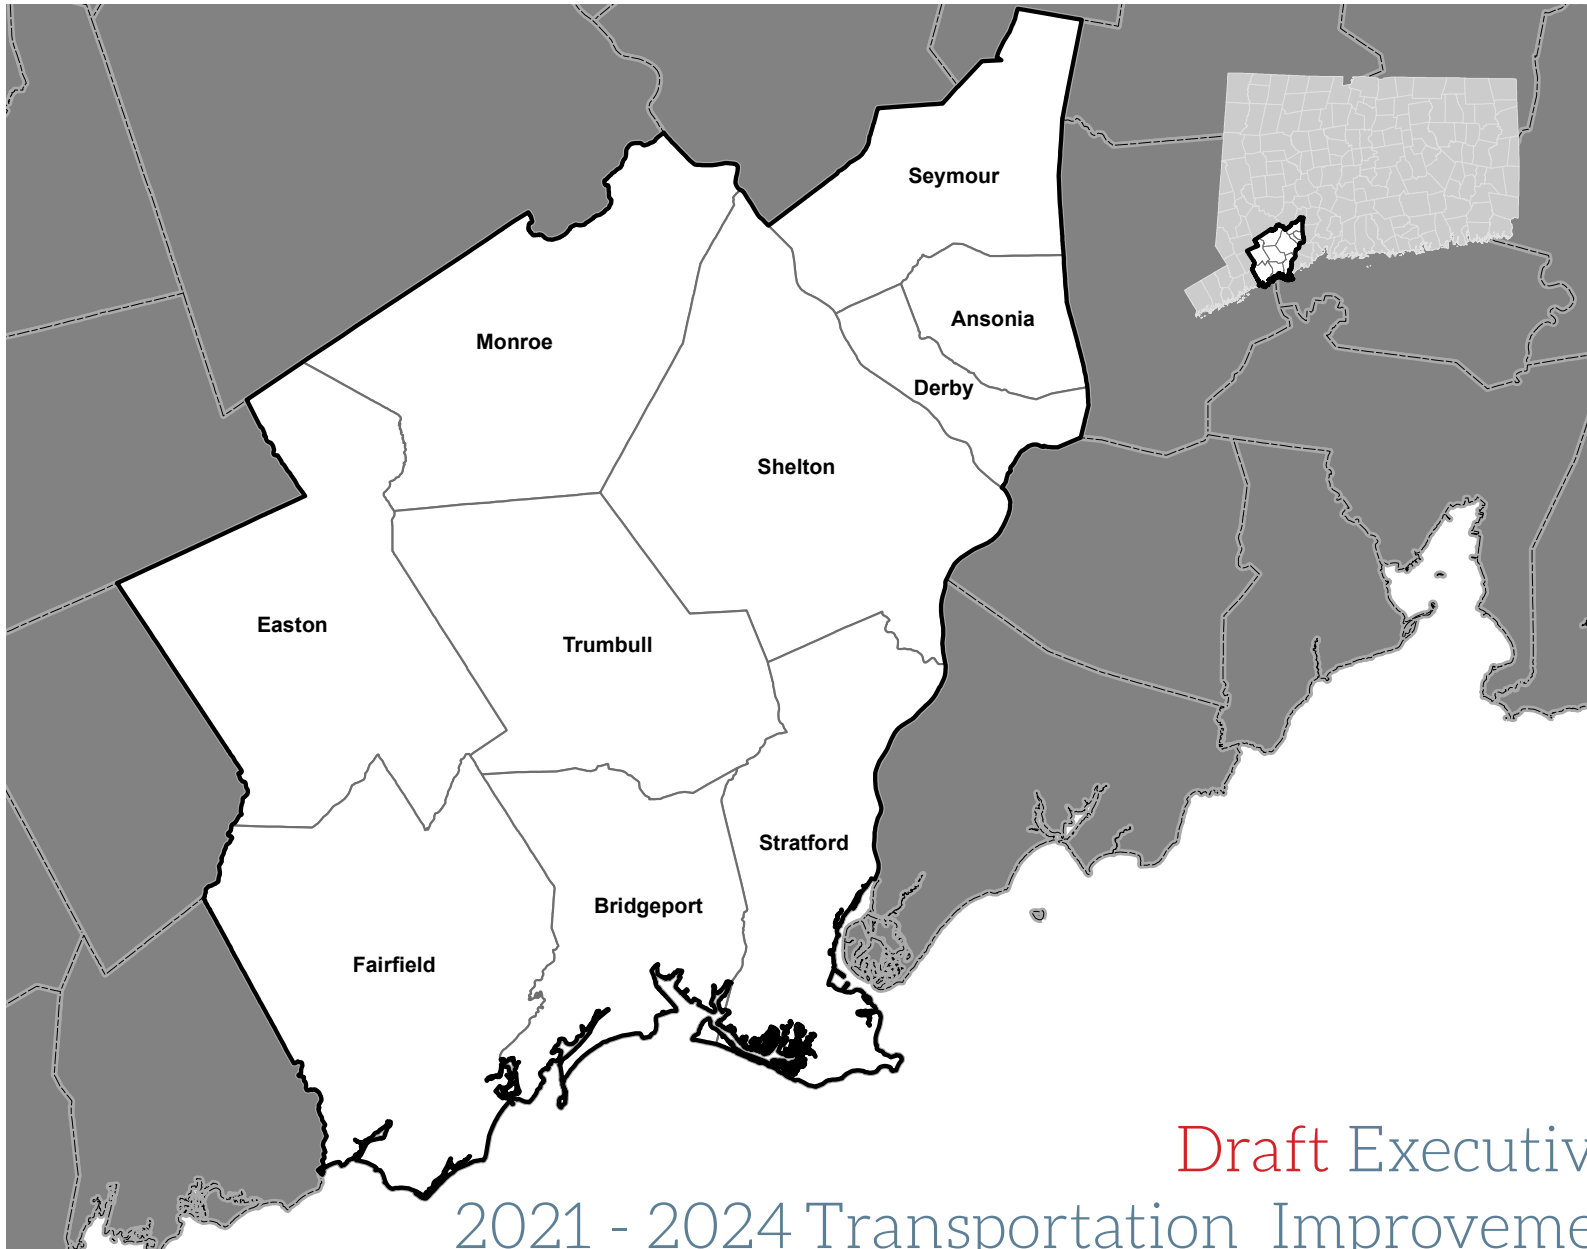 Seymour
Ansonia
Monroe
Derby
Shelton
Easton
Trumbull
Stratford
Bridgeport
Fairfield
Draft Executiv
2021 - 2024 Transportation Improveme